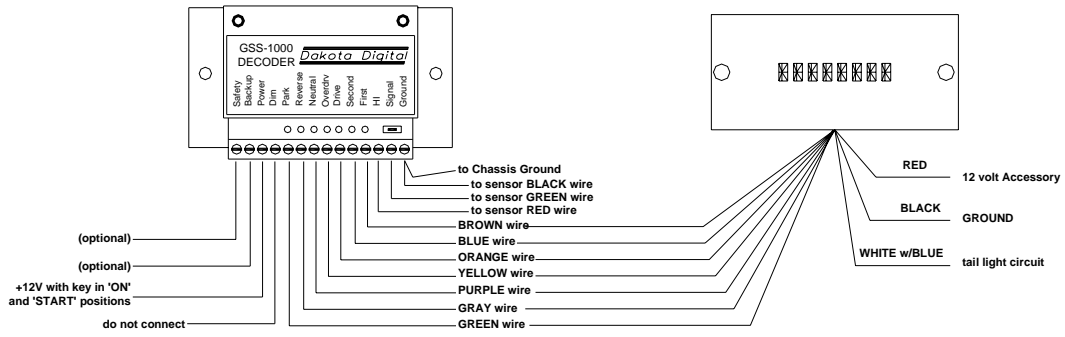 GSS-1000
DECODER
Dakota Digital
Safety
Backup
Power
Dim
Park
Reverse
Neutral
Overdrv
Drive
Second
First
HI
Signal
Ground
to Chassis Ground
to sensor BLACK wire
to sensor GREEN wire
to sensor RED wire
BROWN wire
BLUE wire
ORANGE wire
YELLOW wire
PURPLE wire
GRAY wire
GREEN wire
(optional)
(optional)
+12V with key in 'ON'
and 'START' positions
do not connect
RED
12 volt Accessory
BLACK
GROUND
WHITE w/BLUE
tail light circuit